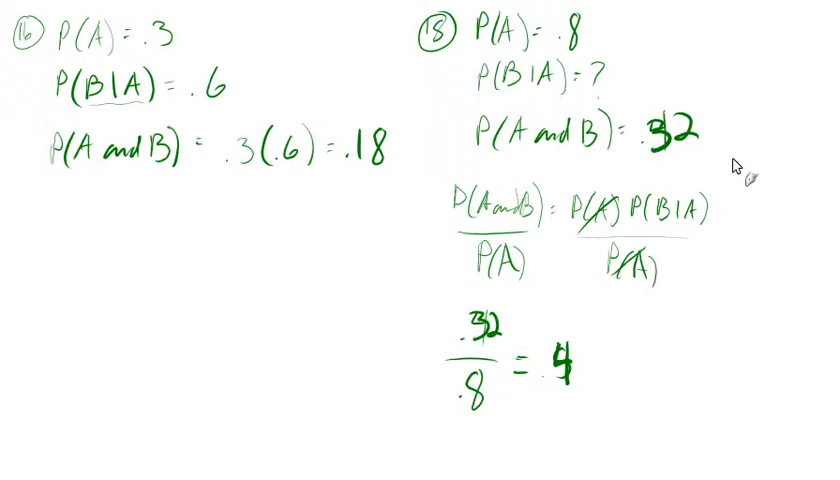 16 P(A) = .3
P(B|A) = .6
P(A and B) = .3(.6) = .18
18 P(A) = .8
P(B|A) = ?
P(A and B) = .32
P(A and B) = P(A) P(B|A)
P(A) P(A)
.32
.8 = .4